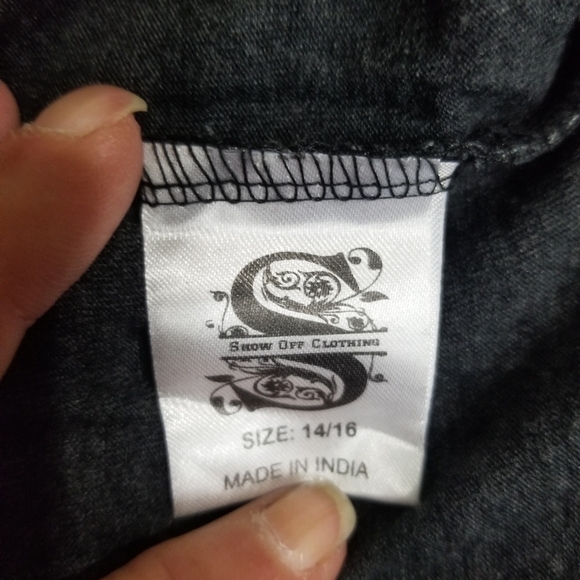 S
Show Off Clothing
SIZE: 14/16
MADE IN INDIA